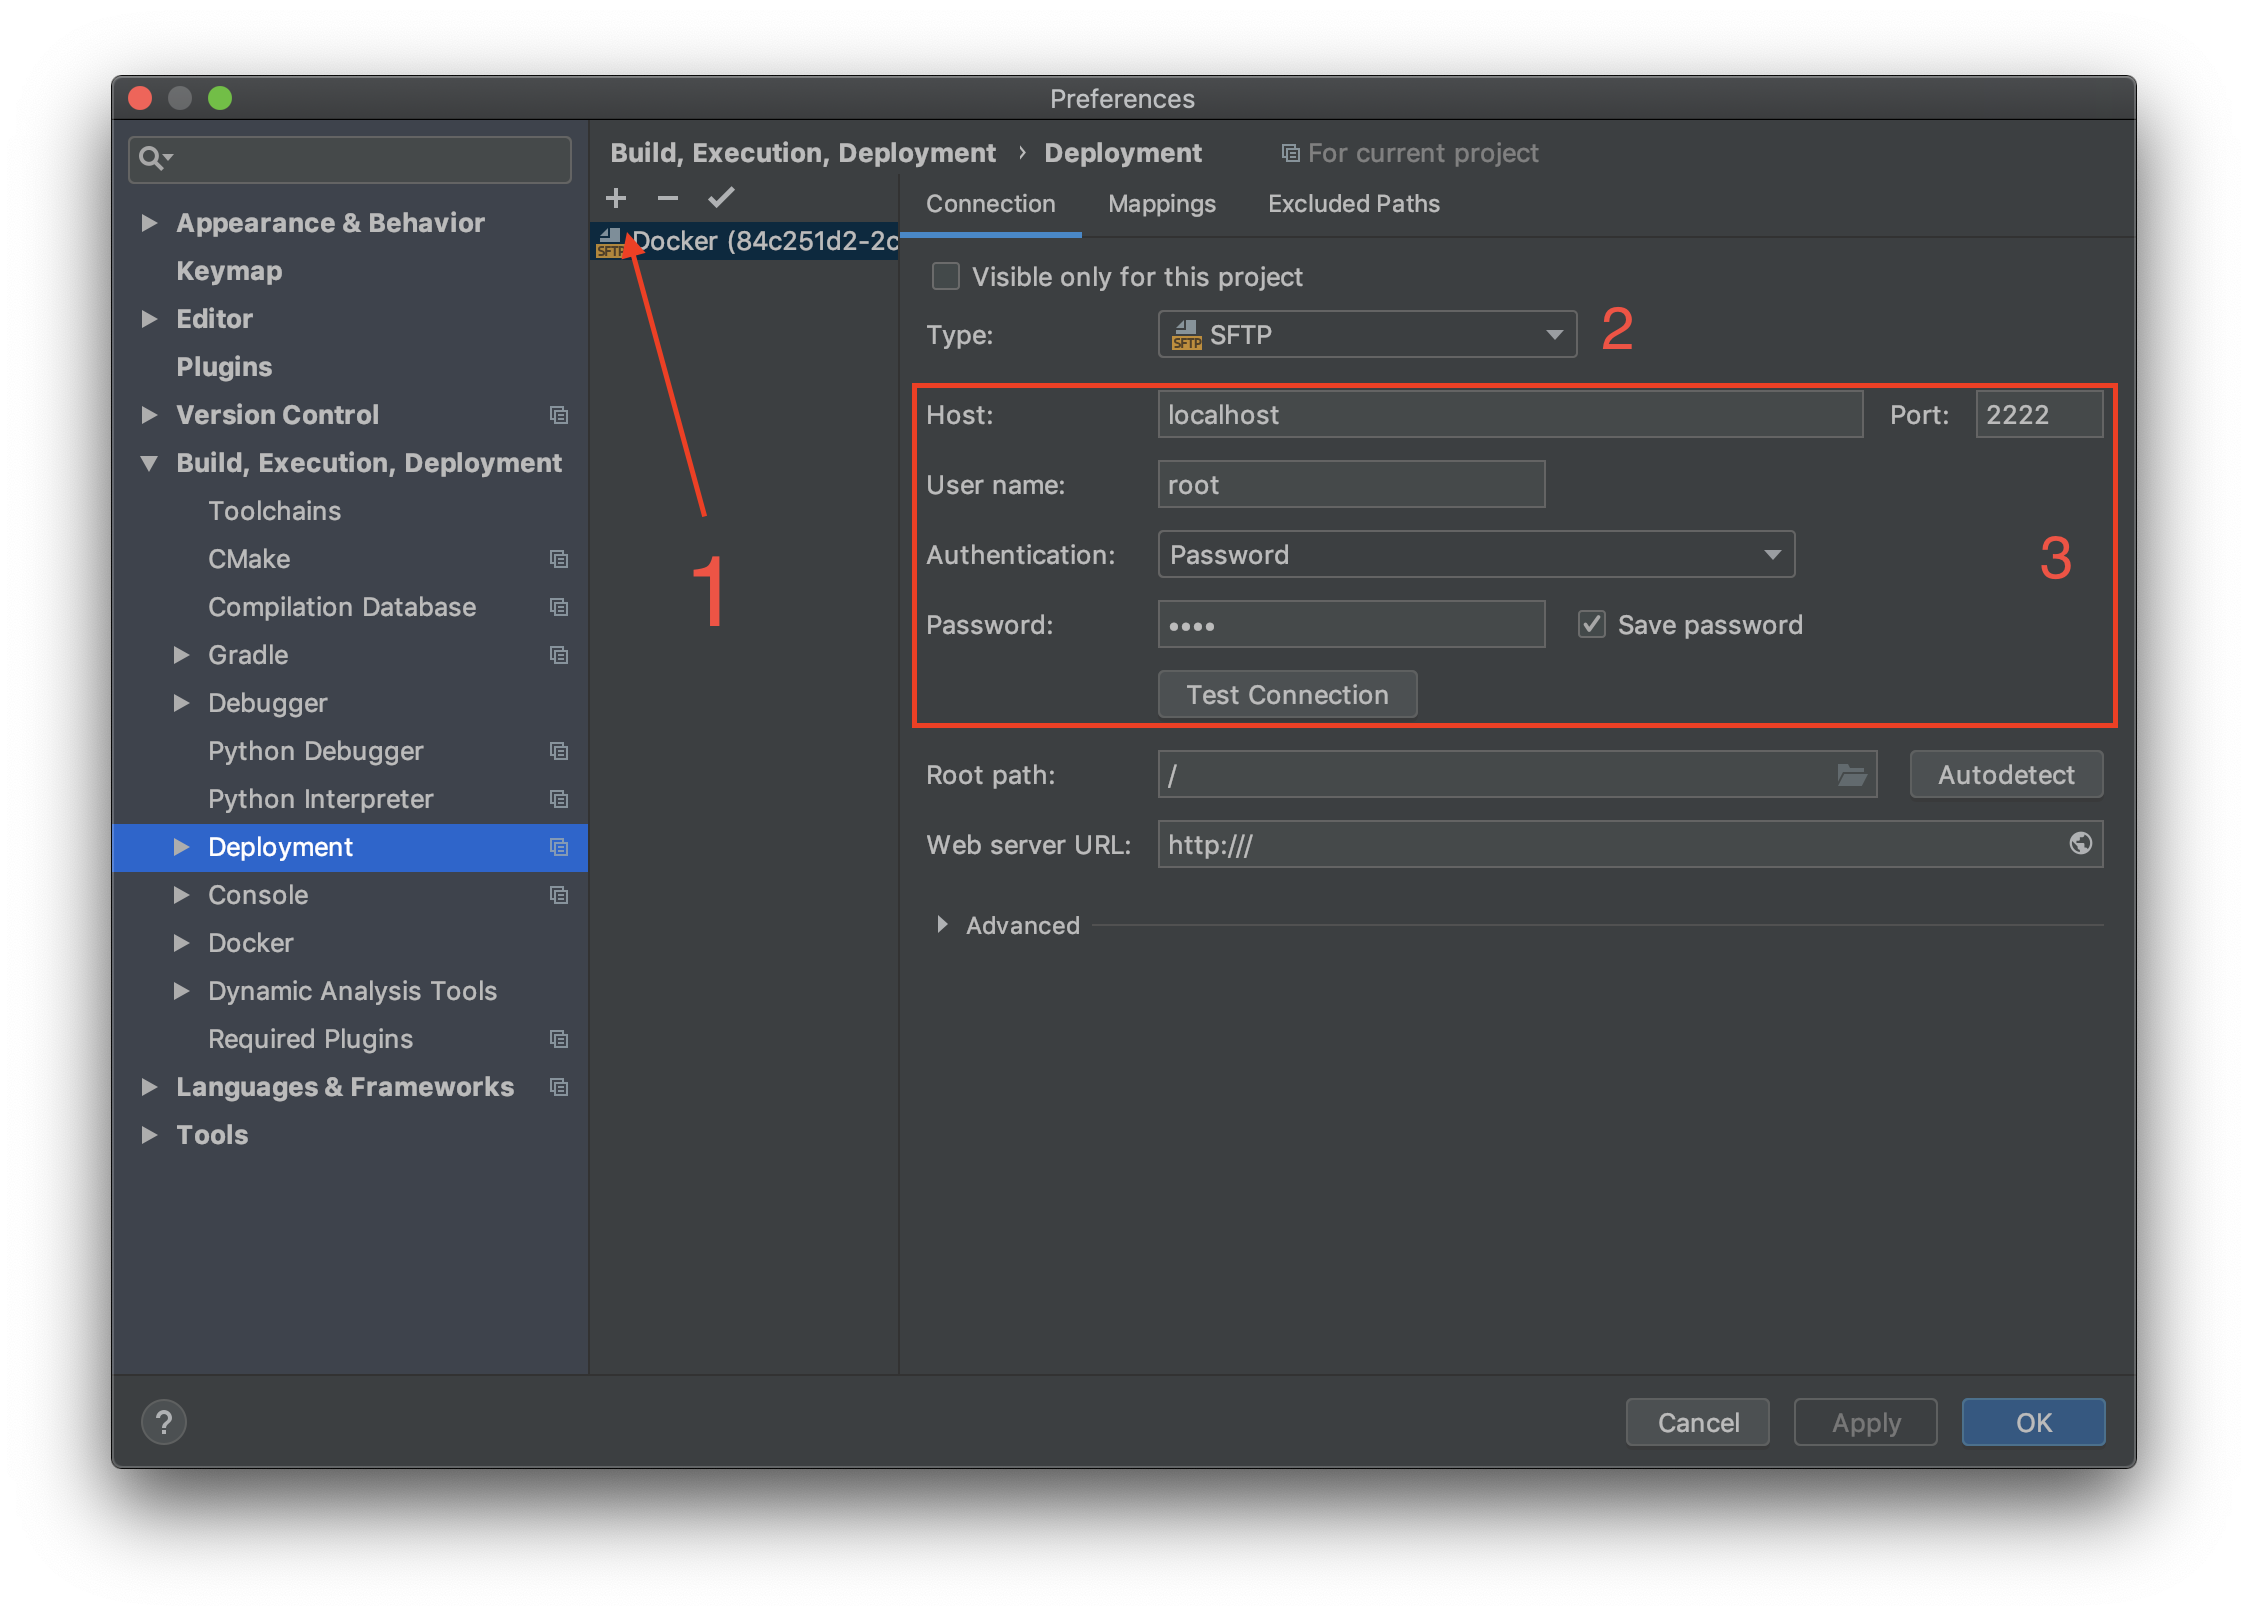 Preferences
Appearance & Behavior
Keymap
Editor
Plugins
Version Control
Build, Execution, Deployment
Toolchains
CMake
Compilation Database
Gradle
Debugger
Python Debugger
Python Interpreter
Deployment
Console
Docker
Dynamic Analysis Tools
Required Plugins
Languages & Frameworks
Tools
Build, Execution, Deployment › Deployment
For current project
SFTP Docker (84c251d2-2c
1
Connection Mappings Excluded Paths
Visible only for this project
Type: SFTP SFTP 2
Host: localhost Port: 2222
User name: root
Authentication: Password 3
Password: •••• Save password
Test Connection
Root path: / Autodetect
Web server URL: http:///
Advanced
? Cancel Apply OK